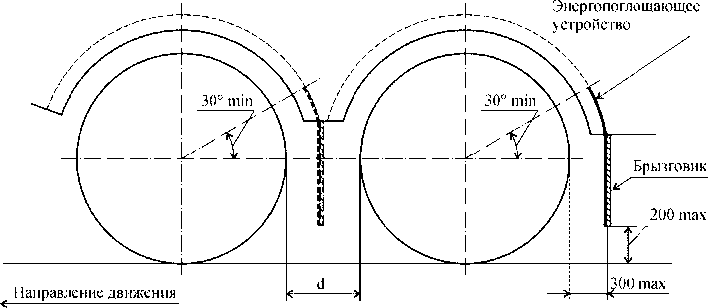 Энергопоглощающее
устройство
30° min
30° min
Брызговик
200 max
300 max
d
Направление движения